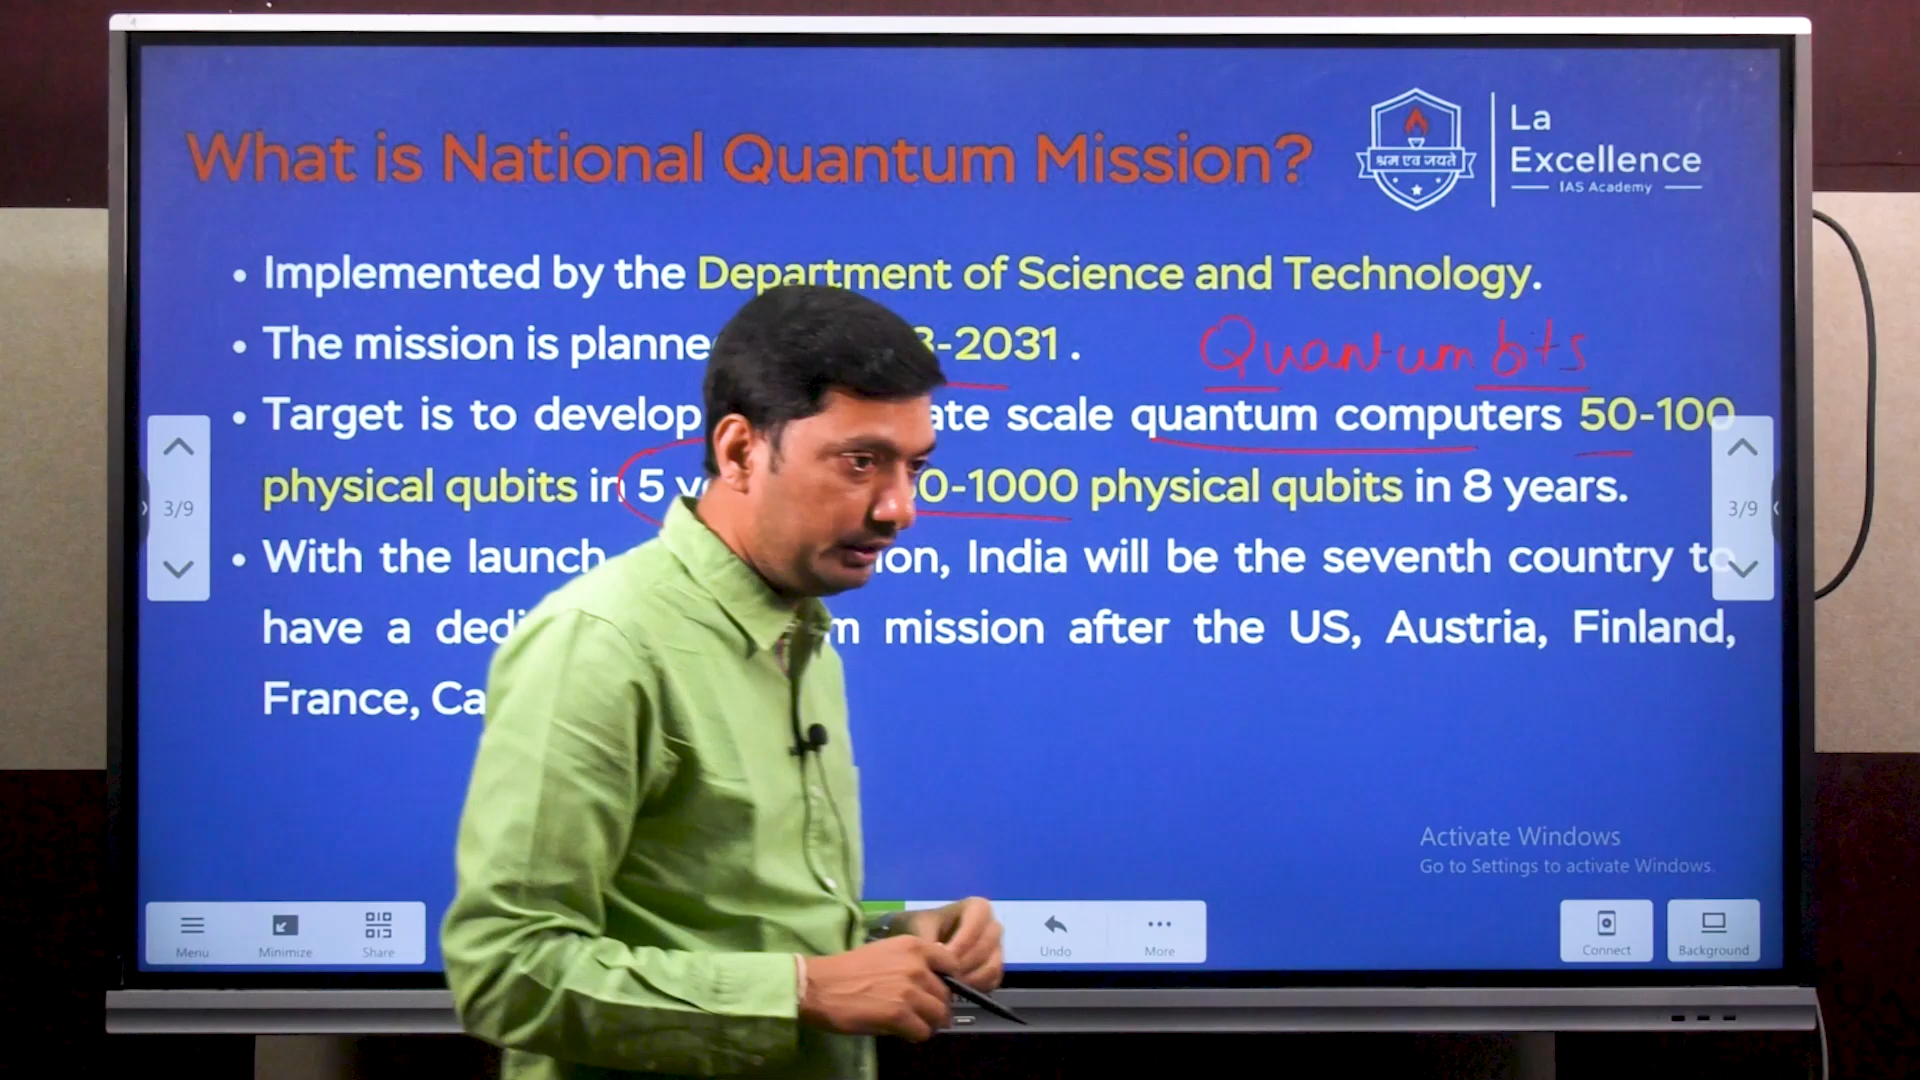 What is National Quantum Mission?
श्रम एव जयते
La
Excellence
IAS Academy
• Implemented by the Department of Science and Technology.
• The mission is planne 3-2031 .
Quantum bits
• Target is to develop ate scale quantum computers 50-100
physical qubits in 5 ye 0-1000 physical qubits in 8 years.
• With the launch ion, India will be the seventh country to
have a dedi m mission after the US, Austria, Finland,
France, Ca
3/9
3/9
Activate Windows
Go to Settings to activate Windows.
Menu
Minimize
Share
Undo
More
Connect
Background